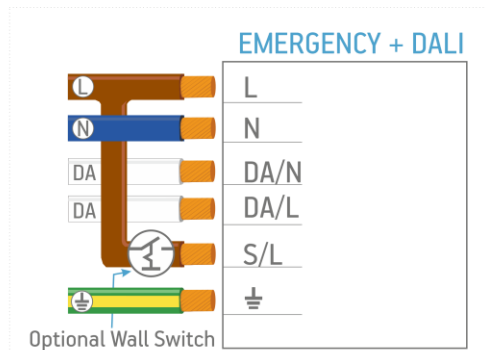 EMERGENCY + DALI
L L
N N
DA DA/N
DA DA/L
S/L
Optional Wall Switch